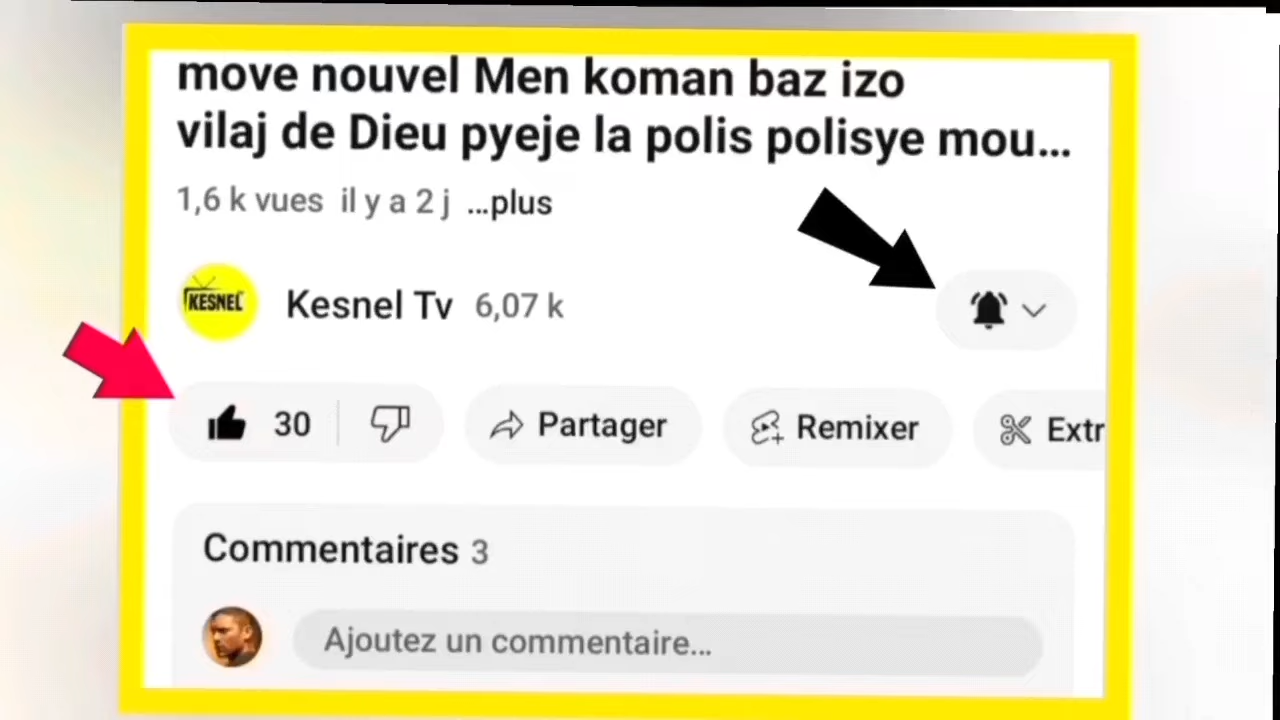 move nouvel Men koman baz izo
vilaj de Dieu pyeje la polis polisye mou...
1,6 k vues il y a 2 j ...plus
KESNEL
Kesnel Tv 6,07 k
30
Partager
Remixer
Extr
Commentaires 3
Ajoutez un commentaire...